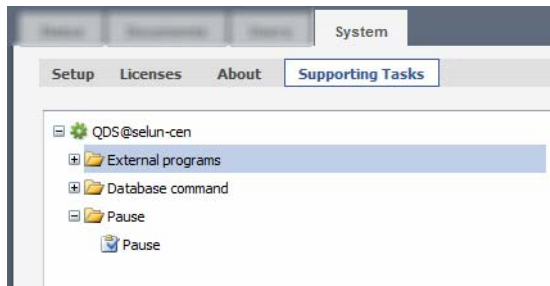 System
Setup Licenses About Supporting Tasks
QDS@selun-cen
External programs
Database command
Pause
Pause